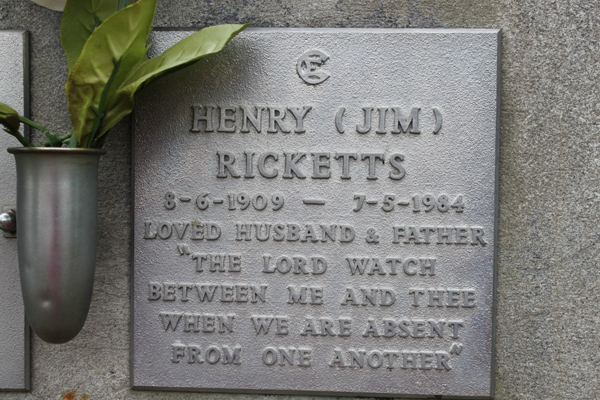 HENRY (JIM)
RICKETTS
8-6-1909 — 7-5-1984
LOVED HUSBAND & FATHER
"THE LORD WATCH
BETWEEN ME AND THEE
WHEN WE ARE ABSENT
FROM ONE ANOTHER"